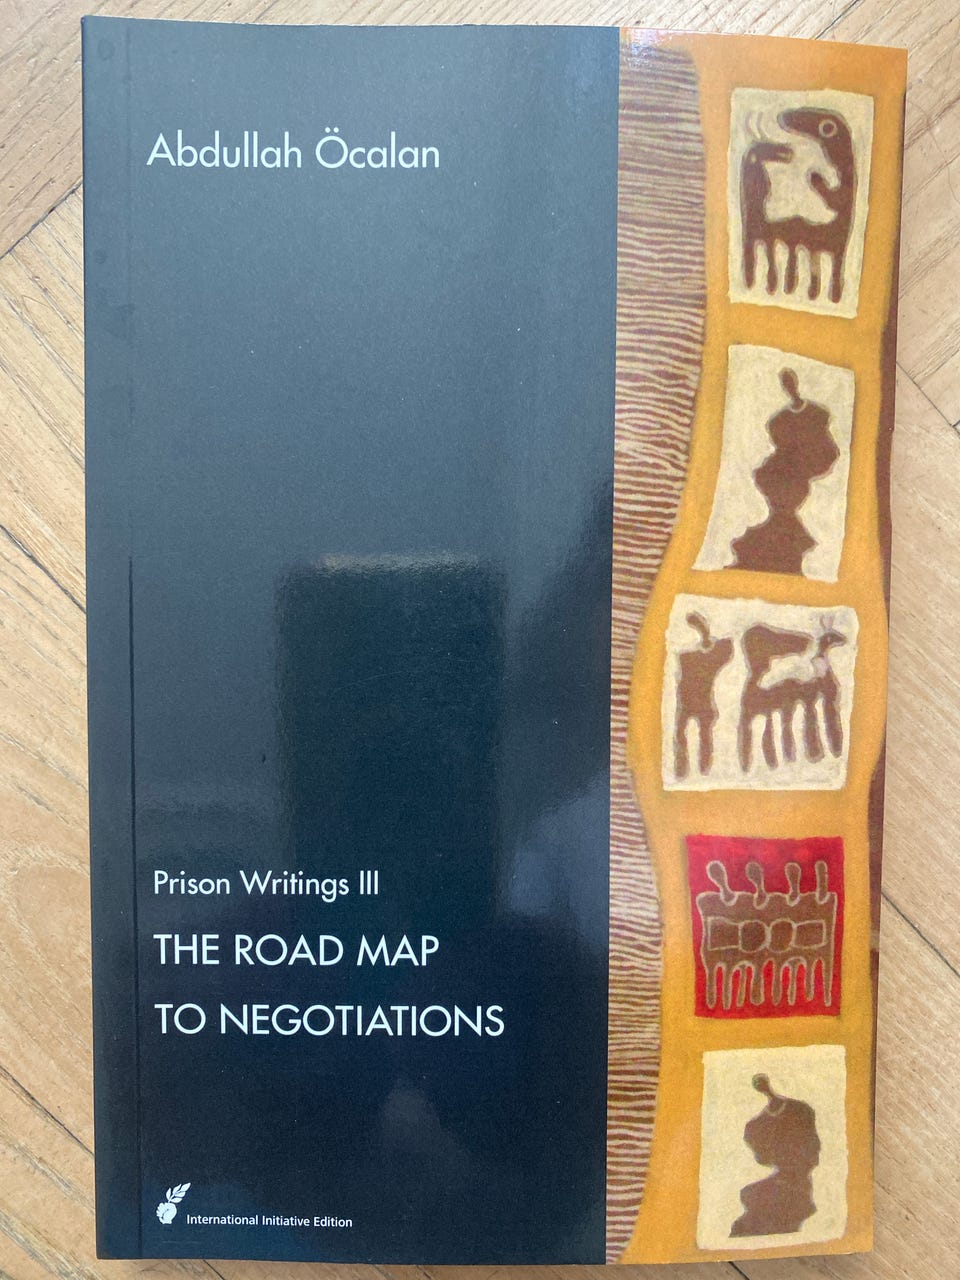 Abdullah Öcalan
Prison Writings III
THE ROAD MAP
TO NEGOTIATIONS
International Initiative Edition